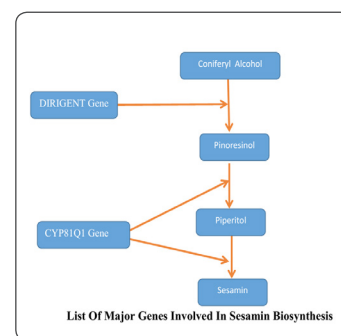 Coniferyl Alcohol
DIRIGENT Gene
Pinoresinol
Piperitol
CYP81Q1 Gene
Sesamin
List Of Major Genes Involved In Sesamin Biosynthesis